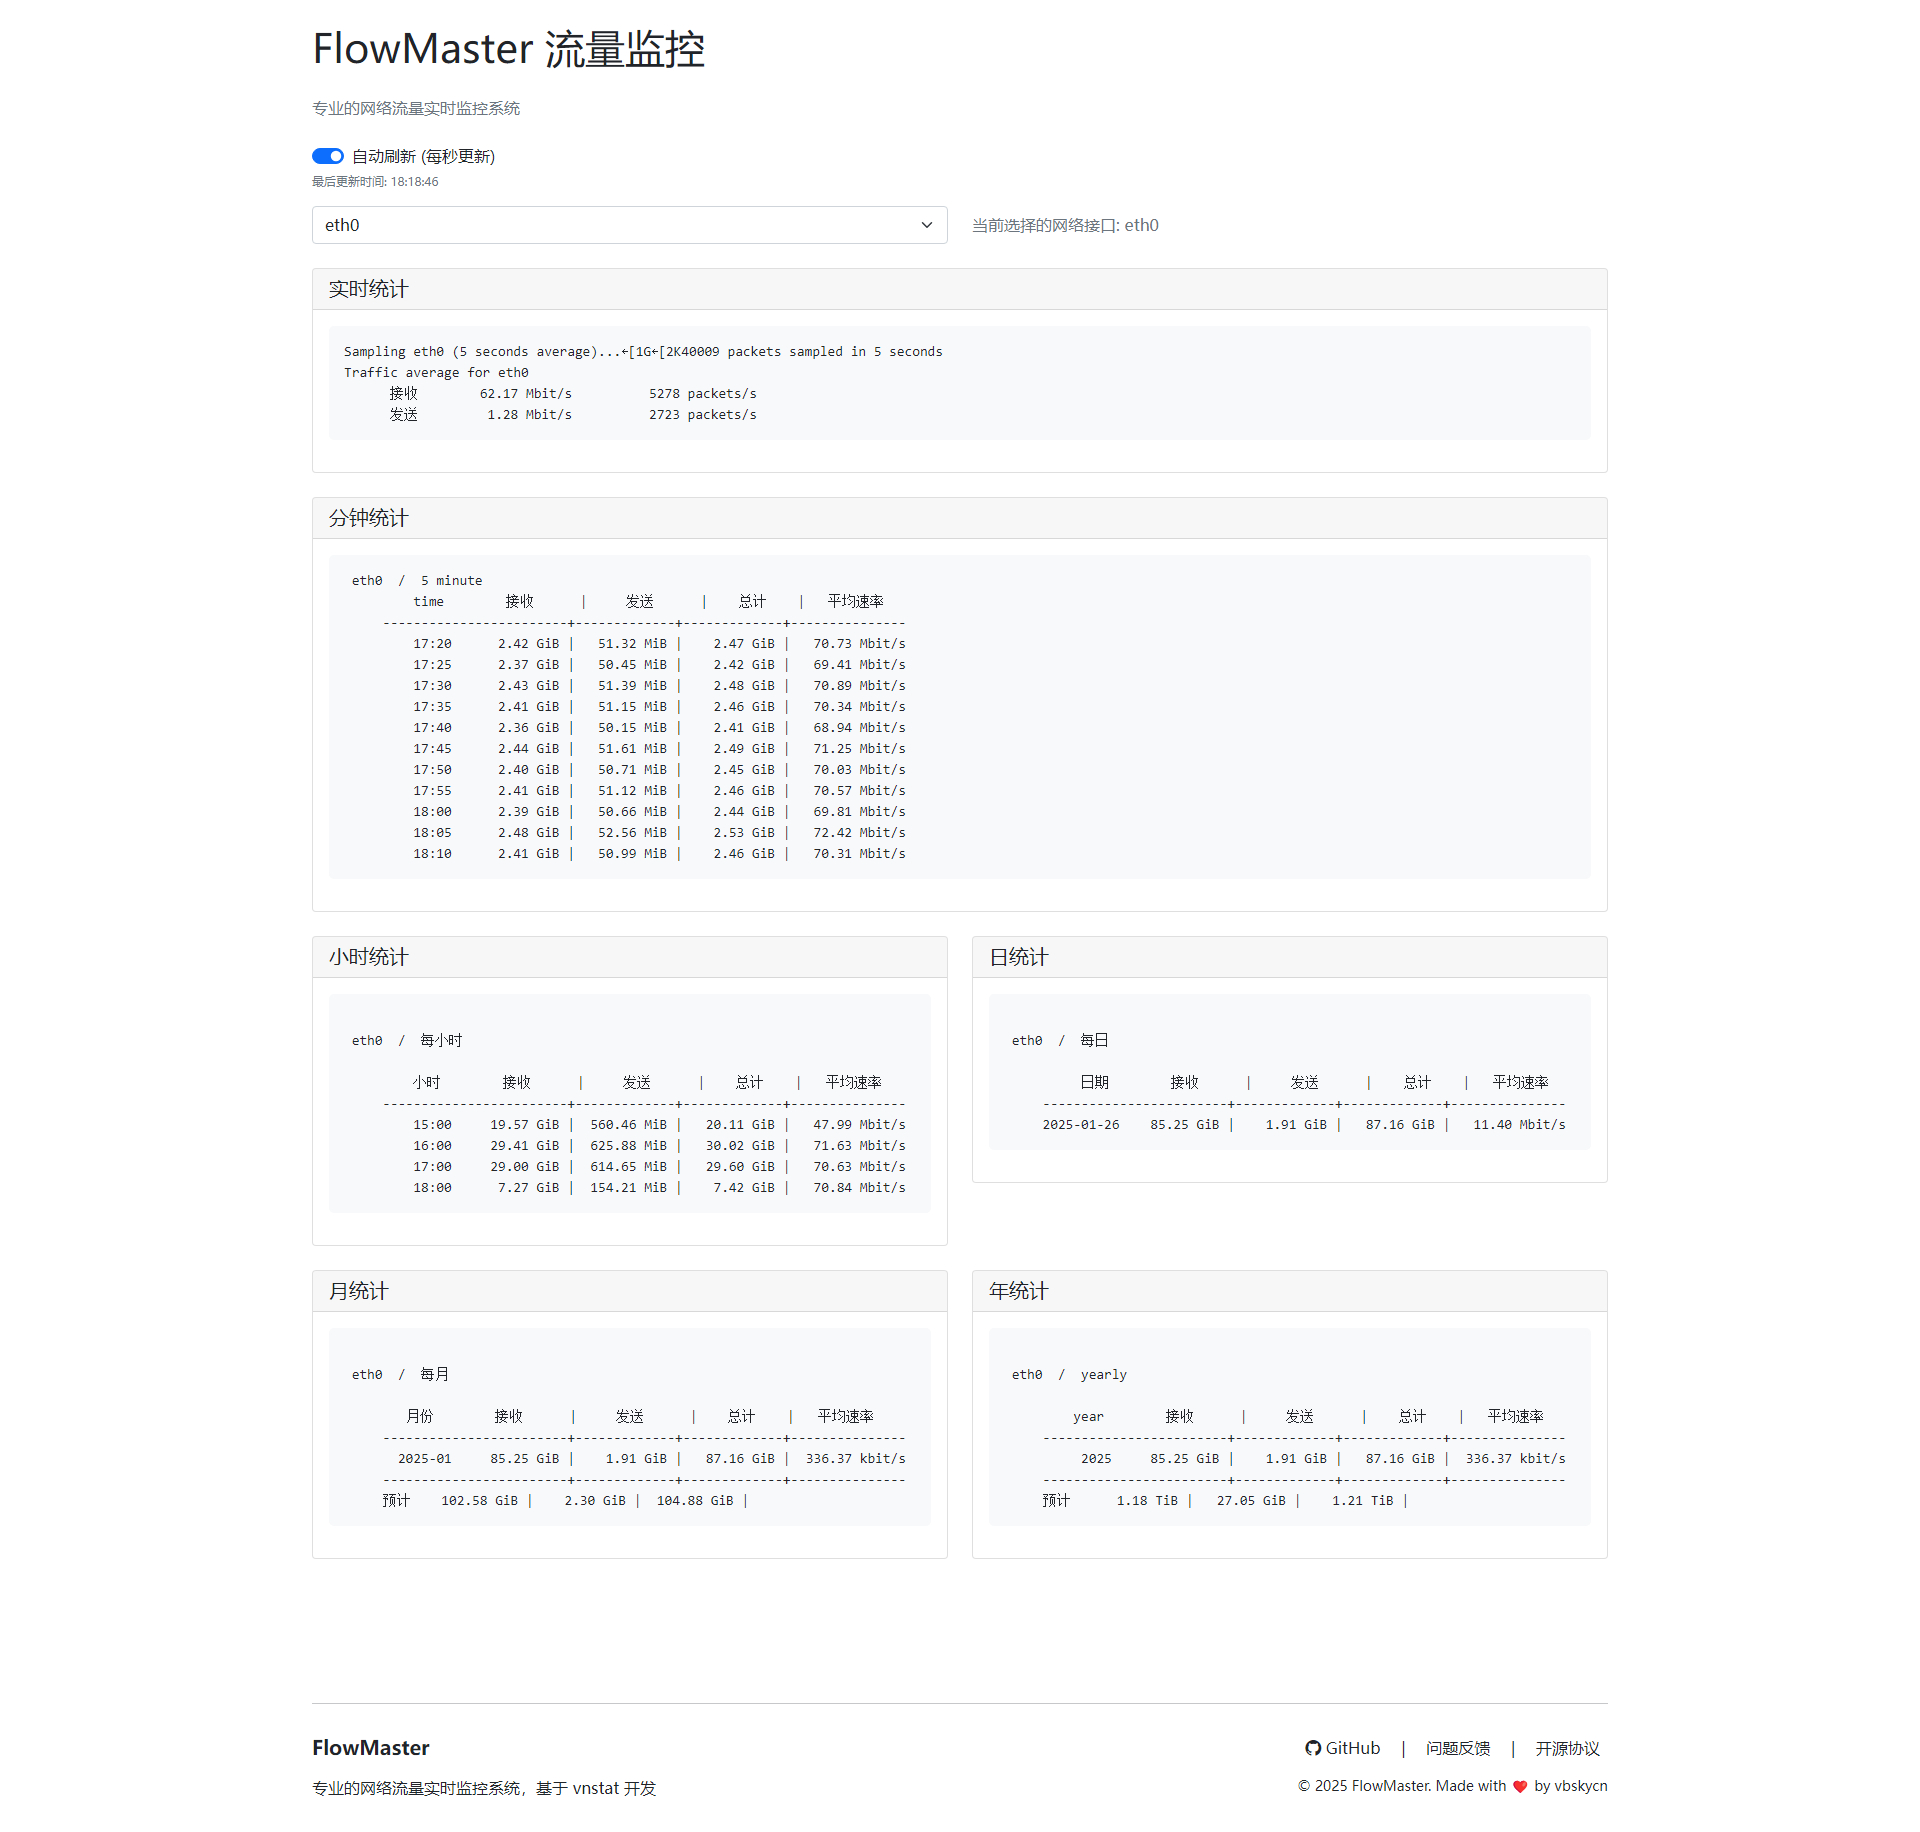 FlowMaster 流量监控
专业的网络流量实时监控系统
自动刷新 (每秒更新)
最后更新时间: 18:18:46
eth0
当前选择的网络接口: eth0
实时统计
Sampling eth0 (5 seconds average)...←[1G←[2K40009 packets sampled in 5 seconds
Traffic average for eth0
接收 62.17 Mbit/s 5278 packets/s
发送 1.28 Mbit/s 2723 packets/s
分钟统计
eth0 / 5 minute
time 接收 | 发送 | 总计 | 平均速率
------------------------+-------------+-------------+---------------
17:20 2.42 GiB | 51.32 MiB | 2.47 GiB | 70.73 Mbit/s
17:25 2.37 GiB | 50.45 MiB | 2.42 GiB | 69.41 Mbit/s
17:30 2.43 GiB | 51.39 MiB | 2.48 GiB | 70.89 Mbit/s
17:35 2.41 GiB | 51.15 MiB | 2.46 GiB | 70.34 Mbit/s
17:40 2.36 GiB | 50.15 MiB | 2.41 GiB | 68.94 Mbit/s
17:45 2.44 GiB | 51.61 MiB | 2.49 GiB | 71.25 Mbit/s
17:50 2.40 GiB | 50.71 MiB | 2.45 GiB | 70.03 Mbit/s
17:55 2.41 GiB | 51.12 MiB | 2.46 GiB | 70.57 Mbit/s
18:00 2.39 GiB | 50.66 MiB | 2.44 GiB | 69.81 Mbit/s
18:05 2.48 GiB | 52.56 MiB | 2.53 GiB | 72.42 Mbit/s
18:10 2.41 GiB | 50.99 MiB | 2.46 GiB | 70.31 Mbit/s
小时统计
eth0 / 每小时
小时 接收 | 发送 | 总计 | 平均速率
------------------------+-------------+-------------+---------------
15:00 19.57 GiB | 560.46 MiB | 20.11 GiB | 47.99 Mbit/s
16:00 29.41 GiB | 625.88 MiB | 30.02 GiB | 71.63 Mbit/s
17:00 29.00 GiB | 614.65 MiB | 29.60 GiB | 70.63 Mbit/s
18:00 7.27 GiB | 154.21 MiB | 7.42 GiB | 70.84 Mbit/s
日统计
eth0 / 每日
日期 接收 | 发送 | 总计 | 平均速率
------------------------+-------------+-------------+---------------
2025-01-26 85.25 GiB | 1.91 GiB | 87.16 GiB | 11.40 Mbit/s
月统计
eth0 / 每月
月份 接收 | 发送 | 总计 | 平均速率
------------------------+-------------+-------------+---------------
2025-01 85.25 GiB | 1.91 GiB | 87.16 GiB | 336.37 kbit/s
------------------------+-------------+-------------+---------------
预计 102.58 GiB | 2.30 GiB | 104.88 GiB |
年统计
eth0 / yearly
year 接收 | 发送 | 总计 | 平均速率
------------------------+-------------+-------------+---------------
2025 85.25 GiB | 1.91 GiB | 87.16 GiB | 336.37 kbit/s
------------------------+-------------+-------------+---------------
预计 1.18 TiB | 27.05 GiB | 1.21 TiB |
FlowMaster
专业的网络流量实时监控系统，基于 vnstat 开发
GitHub | 问题反馈 | 开源协议
© 2025 FlowMaster. Made with ❤️ by vbskycn